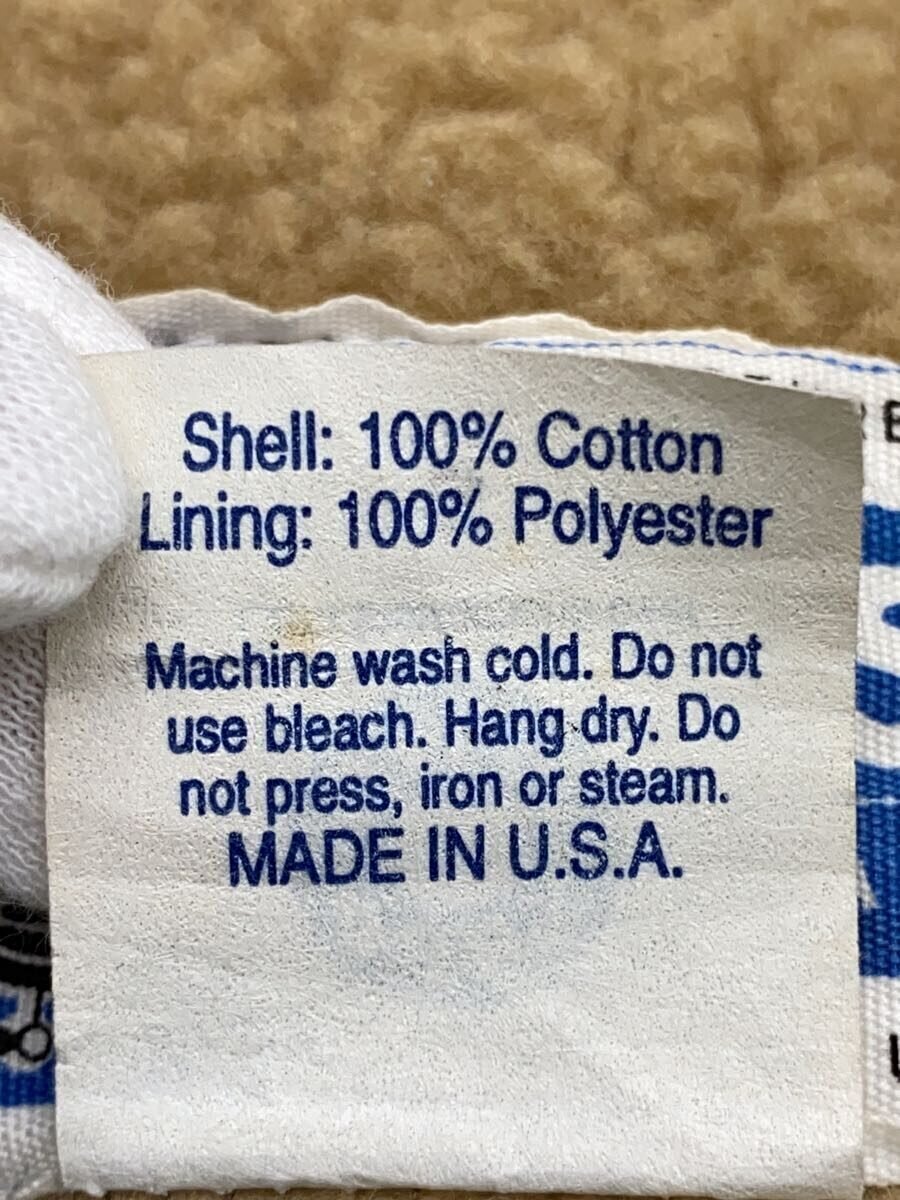 Shell: 100% Cotton
Lining: 100% Polyester
Machine wash cold. Do not
use bleach. Hang dry. Do
not press, iron or steam.
MADE IN U.S.A.